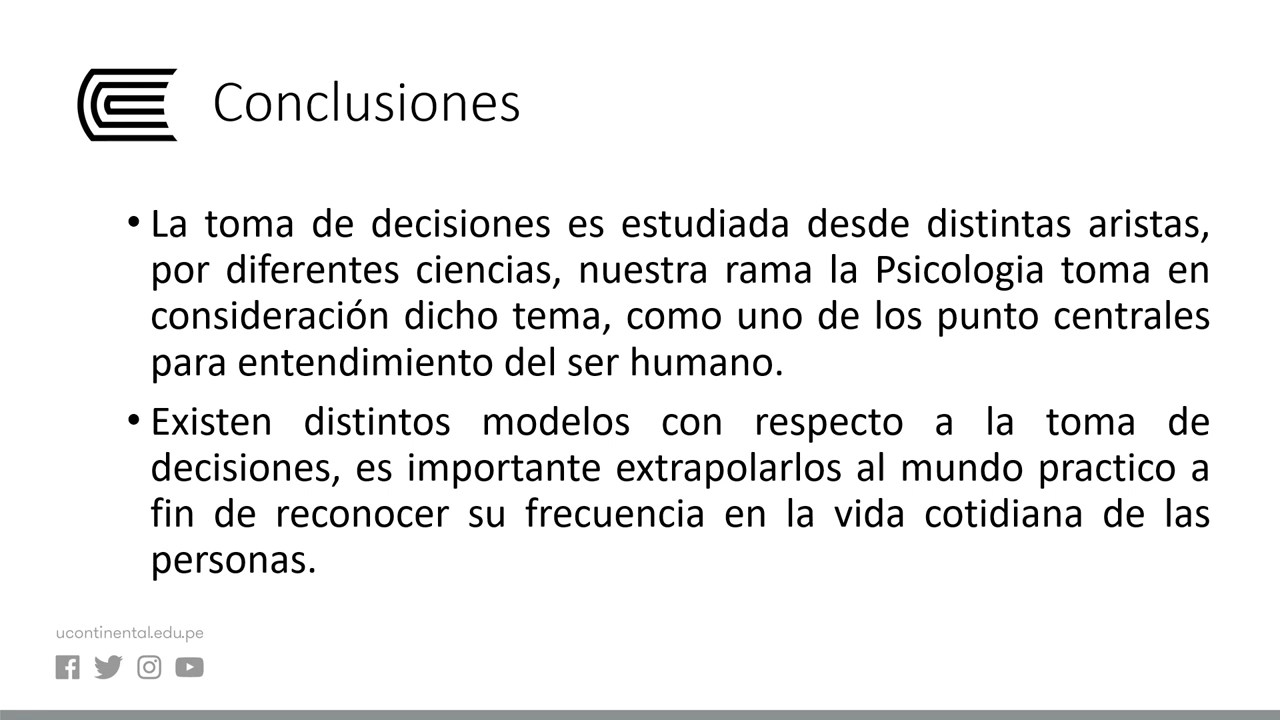 Conclusiones
• La toma de decisiones es estudiada desde distintas aristas,
por diferentes ciencias, nuestra rama la Psicologia toma en
consideración dicho tema, como uno de los punto centrales
para entendimiento del ser humano.
• Existen distintos modelos con respecto a la toma de
decisiones, es importante extrapolarlos al mundo practico a
fin de reconocer su frecuencia en la vida cotidiana de las
personas.
ucontinental.edu.pe